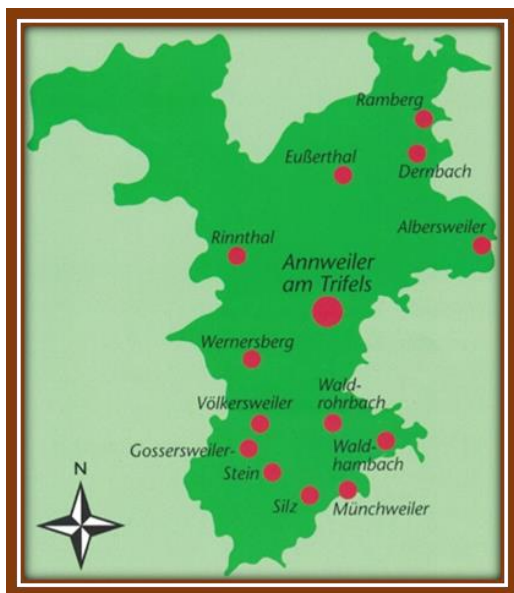 Ramberg
Eußerthal
Dernbach
Albersweiler
Rinnthal
Annweiler
am Trifels
Wernersberg
Wald-
rohrbach
Völkersweiler
Gossersweiler-
Wald-
hambach
Stein
N
Silz
Münchweiler